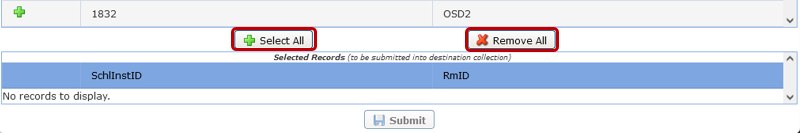 1832 OSD2
Select All Remove All
Selected Records (to be submitted into destination collection)
SchlInstID RmID
No records to display.
Submit